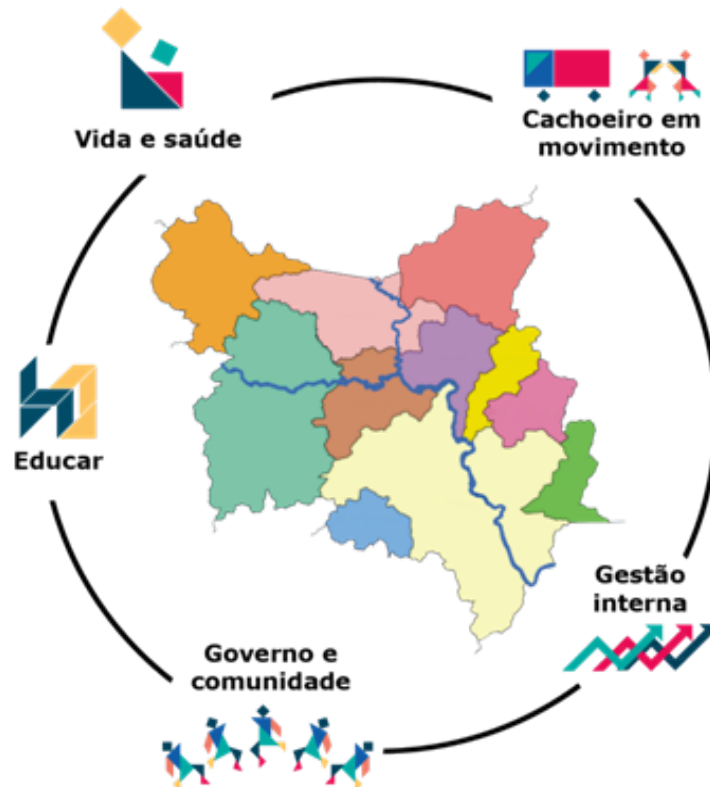 Vida e saúde
Cachoeiro em
movimento
Educar
Gestão
interna
Governo e
comunidade